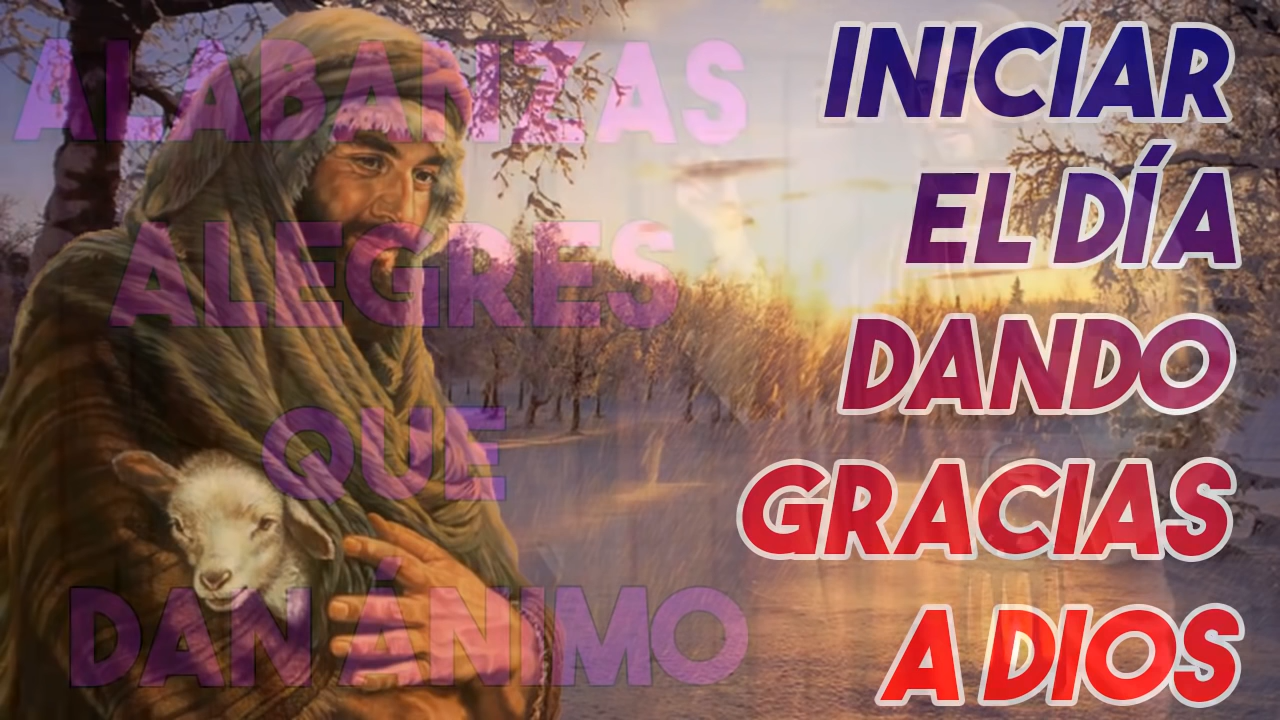 ALABANZAS
ALEGRES
QUE
DAN ÁNIMO
INICIAR
EL DÍA
DANDO
GRACIAS
A DIOS